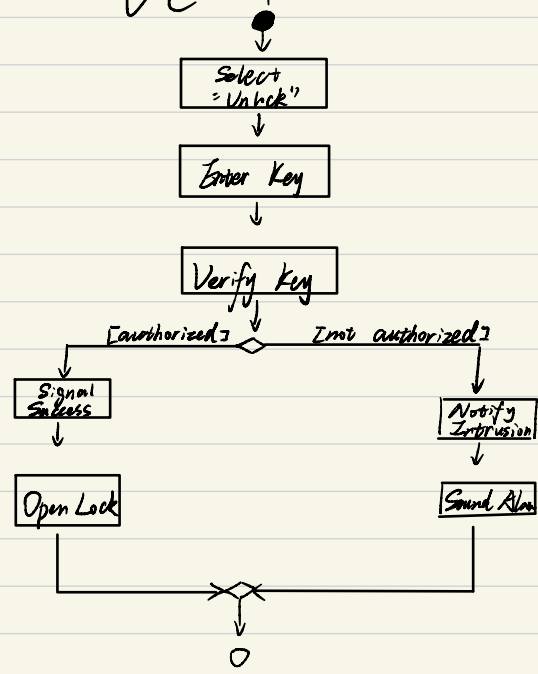 Select
"Unlock"
Enter Key
Verify Key
[authorized]
[not authorized]
Signal
Success
Notify
Intrusion
Open Lock
Sound Alarm